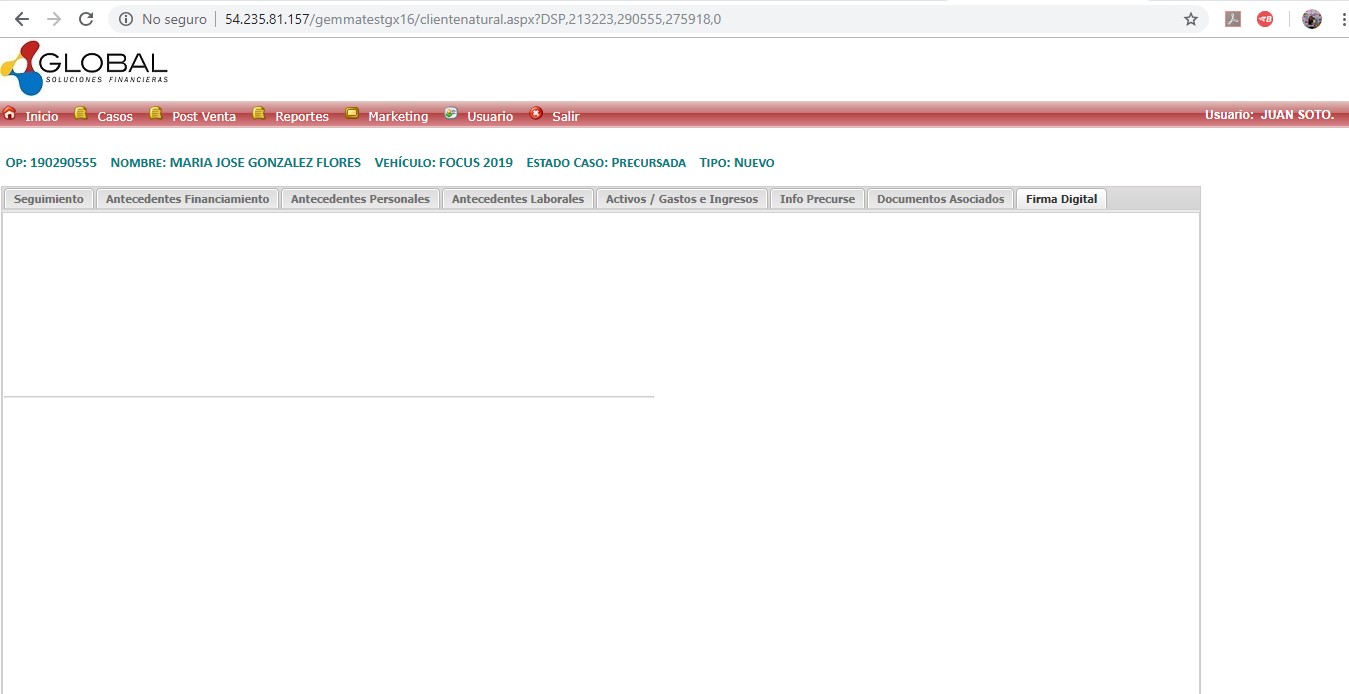 No seguro 54.235.81.157/gemmatestgx16/clientenatural.aspx?DSP,213223,290555,275918,0
GLOBAL
SOLUCIONES FINANCIERAS
Inicio Casos Post Venta Reportes Marketing Usuario Salir Usuario: JUAN SOTO.
OP: 190290555 NOMBRE: MARIA JOSE GONZALEZ FLORES VEHÍCULO: FOCUS 2019 ESTADO CASO: PRECURSADA TIPO: NUEVO
Seguimiento Antecedentes Financiamiento Antecedentes Personales Antecedentes Laborales Activos / Gastos e Ingresos Info Precurse Documentos Asociados Firma Digital